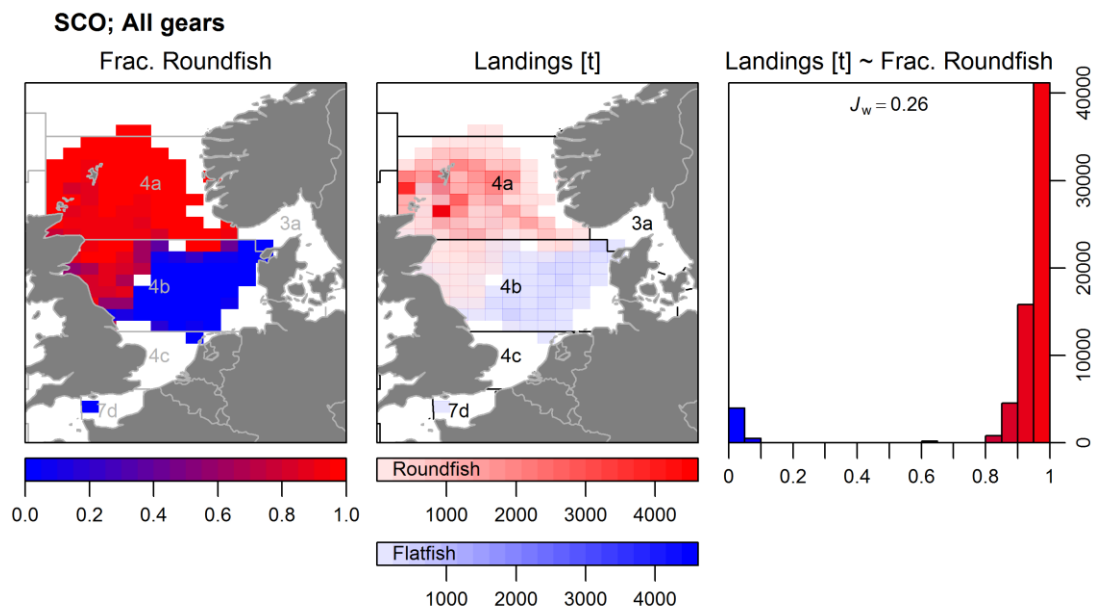 SCO; All gears
Frac. Roundfish
4a
3a
4b
4c
7d
0.0 0.2 0.4 0.6 0.8 1.0
Landings [t]
4a
3a
4b
4c
7d
Roundfish
1000 2000 3000 4000
Flatfish
1000 2000 3000 4000
Landings [t] ~ Frac. Roundfish
J_w = 0.26
40000
30000
20000
10000
0
0 0.2 0.4 0.6 0.8 1